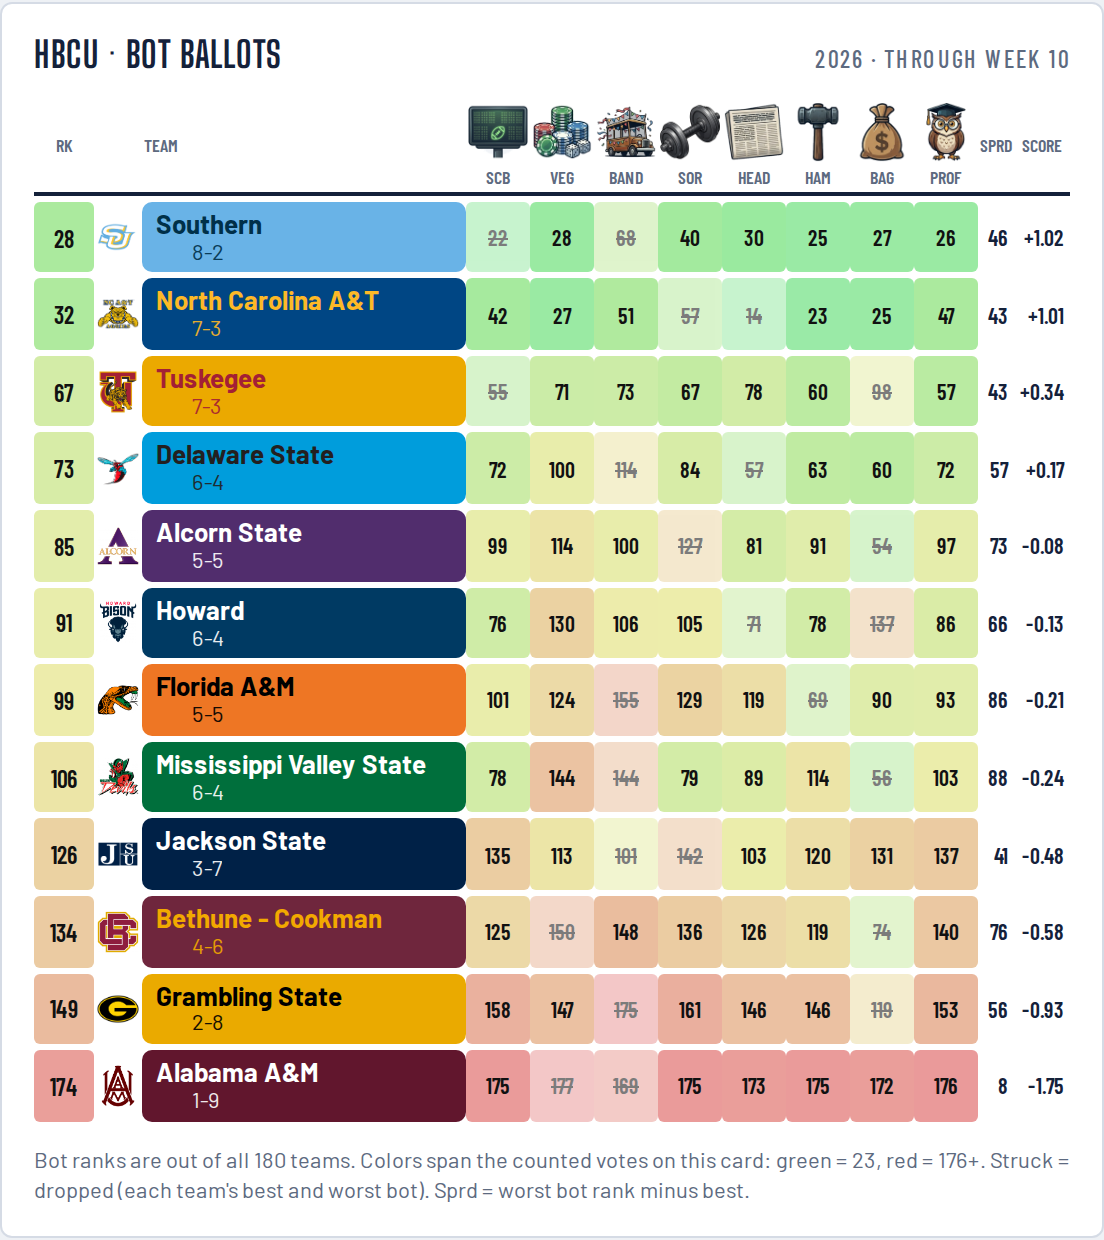 HBCU · BOT BALLOTS
2026 · THROUGH WEEK 10
RK TEAM SCB VEG BAND SOR HEAD HAM BAG PROF SPRD SCORE
28 Southern 22 28 68 40 30 25 27 26 46 +1.02
8-2
NC A&T
32 North Carolina A&T 42 27 51 57 14 23 25 47 43 +1.01
7-3
67 Tuskegee 55 71 73 67 78 60 98 57 43 +0.34
7-3
73 Delaware State 72 100 114 84 57 63 60 72 57 +0.17
6-4
85 ALCORN Alcorn State 99 114 100 127 81 91 54 97 73 -0.08
5-5
HOWARD
BISON
91 Howard 76 130 106 105 71 78 137 86 66 -0.13
6-4
99 Florida A&M 101 124 155 129 119 69 90 93 86 -0.21
5-5
106 Mississippi Valley State 78 144 144 79 89 114 56 103 88 -0.24
Devils
6-4
126 JSU Jackson State 135 113 101 142 103 120 131 137 41 -0.48
3-7
134 Bethune - Cookman 125 150 148 136 126 119 74 140 76 -0.58
4-6
149 G Grambling State 158 147 175 161 146 146 119 153 56 -0.93
2-8
174 Alabama A&M 175 177 169 175 173 175 172 176 8 -1.75
1-9
Bot ranks are out of all 180 teams. Colors span the counted votes on this card: green = 23, red = 176+. Struck =
dropped (each team's best and worst bot). Sprd = worst bot rank minus best.